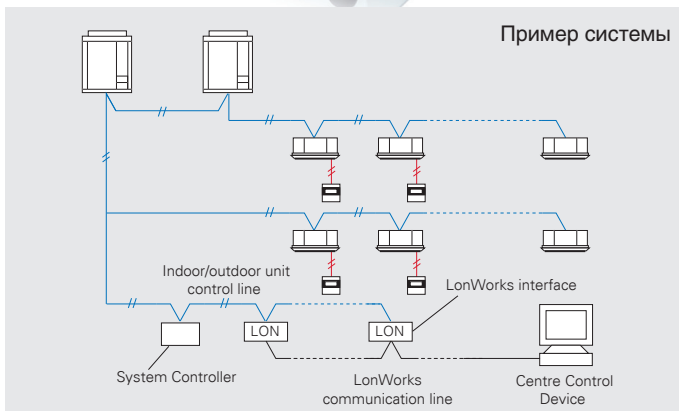 Пример системы
Indoor/outdoor unit
control line
LonWorks interface
LON
LON
System Controller
LonWorks
communication line
Centre Control
Device